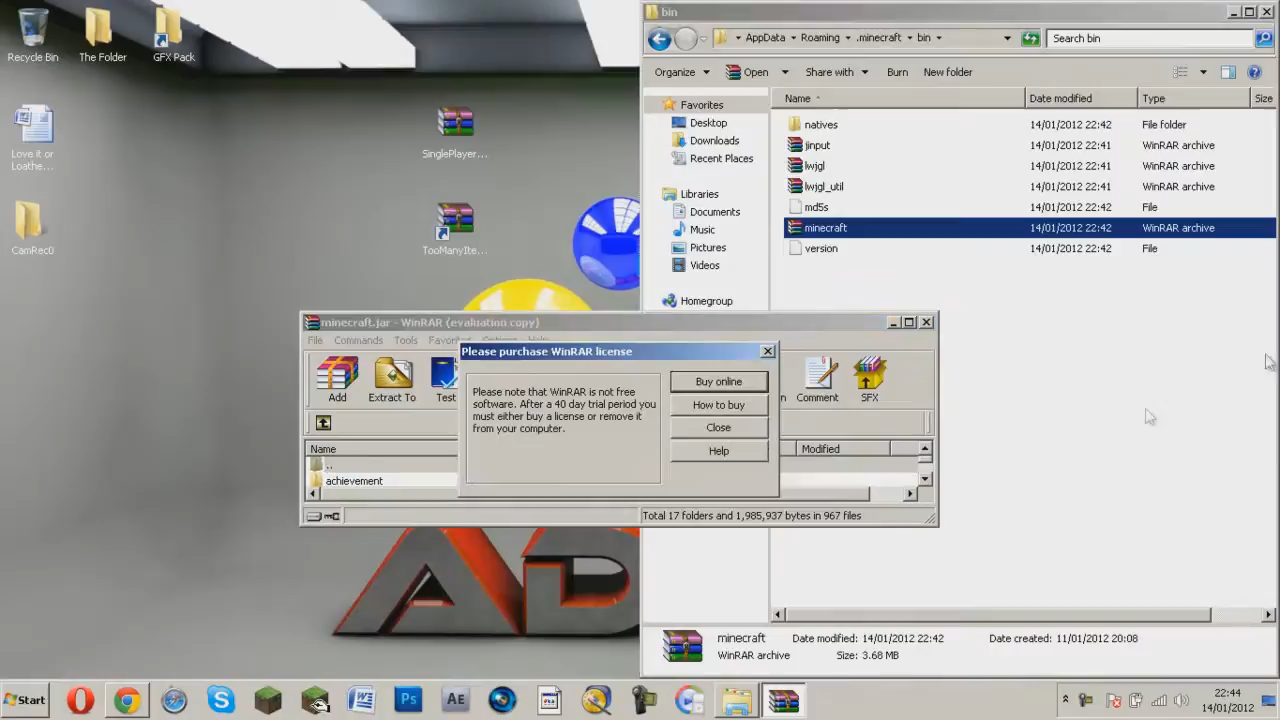 Recycle Bin
The Folder
GFX Pack
Love it or
Loathe...
CamRec0
SinglePlayer...
TooManyIte...
bin
AppData Roaming .minecraft bin
Search bin
Organize Open Share with Burn New folder
Name Date modified Type Size
Favorites
Desktop
Downloads
Recent Places
Libraries
Documents
Music
Pictures
Videos
Homegroup
natives 14/01/2012 22:42 File folder
jinput 14/01/2012 22:41 WinRAR archive
lwjgl 14/01/2012 22:41 WinRAR archive
lwjgl_util 14/01/2012 22:41 WinRAR archive
md5s 14/01/2012 22:42 File
minecraft 14/01/2012 22:42 WinRAR archive
version 14/01/2012 22:42 File
minecraft.jar - WinRAR (evaluation copy)
File Commands Tools Favorites Options Help
Add Extract To Test Comment SFX
Name Modified
..
achievement
Total 17 folders and 1,985,937 bytes in 967 files
Please purchase WinRAR license
Please note that WinRAR is not free
software. After a 40 day trial period you
must either buy a license or remove it
from your computer.
Buy online
How to buy
Close
Help
minecraft Date modified: 14/01/2012 22:42 Date created: 11/01/2012 20:08
WinRAR archive Size: 3.68 MB
Start
W
Ps
Ae
22:44
14/01/2012